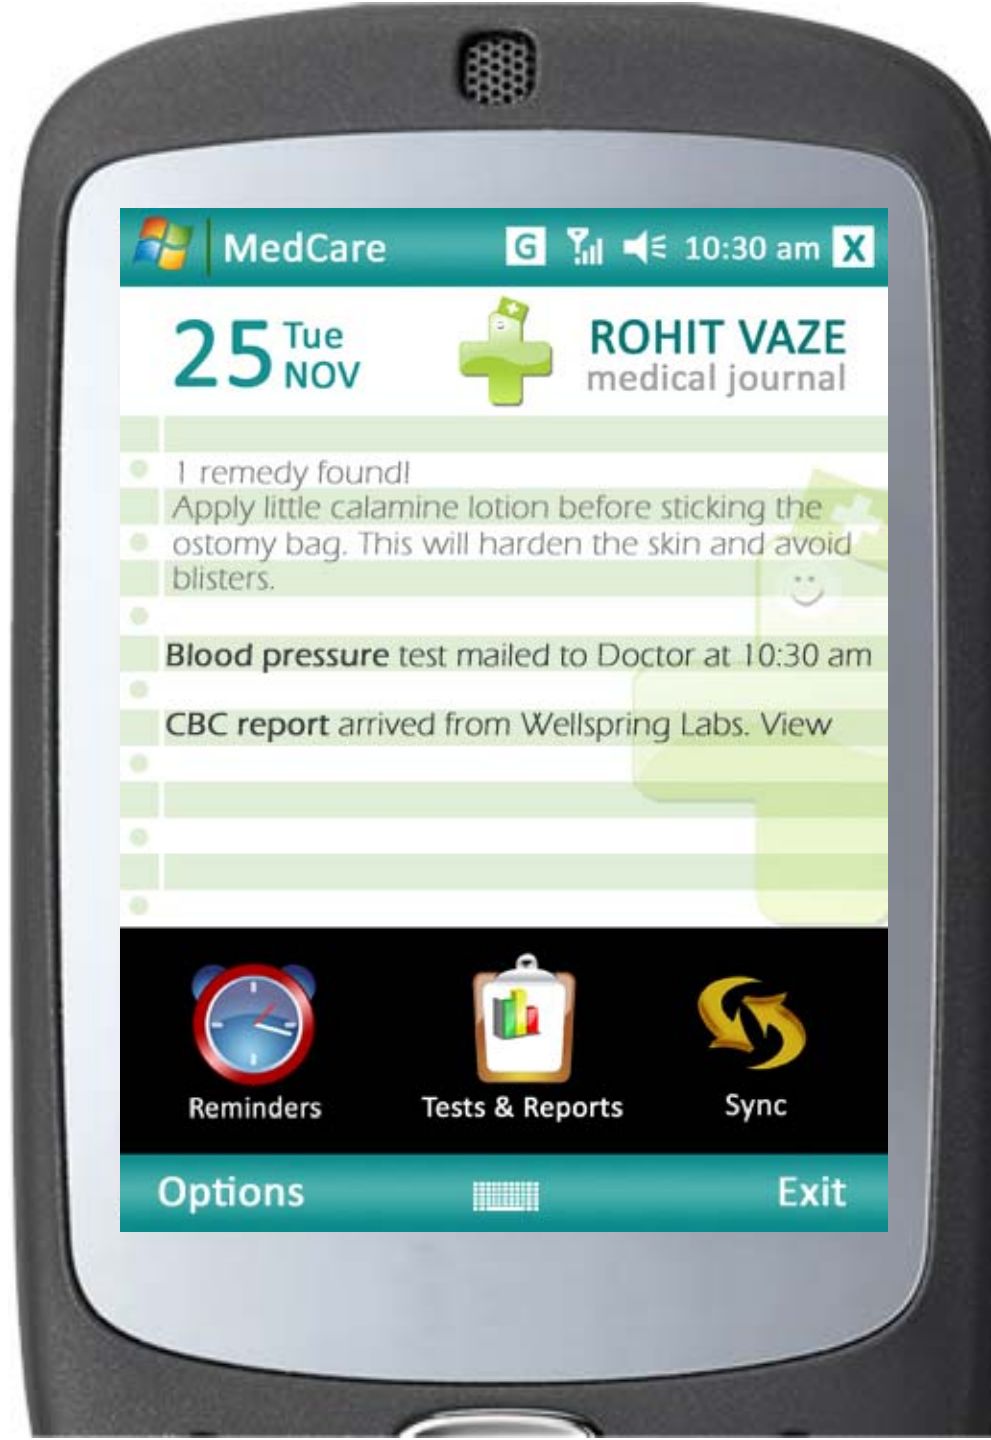 MedCare G 10:30 am X
25 Tue NOV
ROHIT VAZE
medical journal
1 remedy found!
Apply little calamine lotion before sticking the
ostomy bag. This will harden the skin and avoid
blisters.
Blood pressure test mailed to Doctor at 10:30 am
CBC report arrived from Wellspring Labs. View
Reminders Tests & Reports Sync
Options Exit